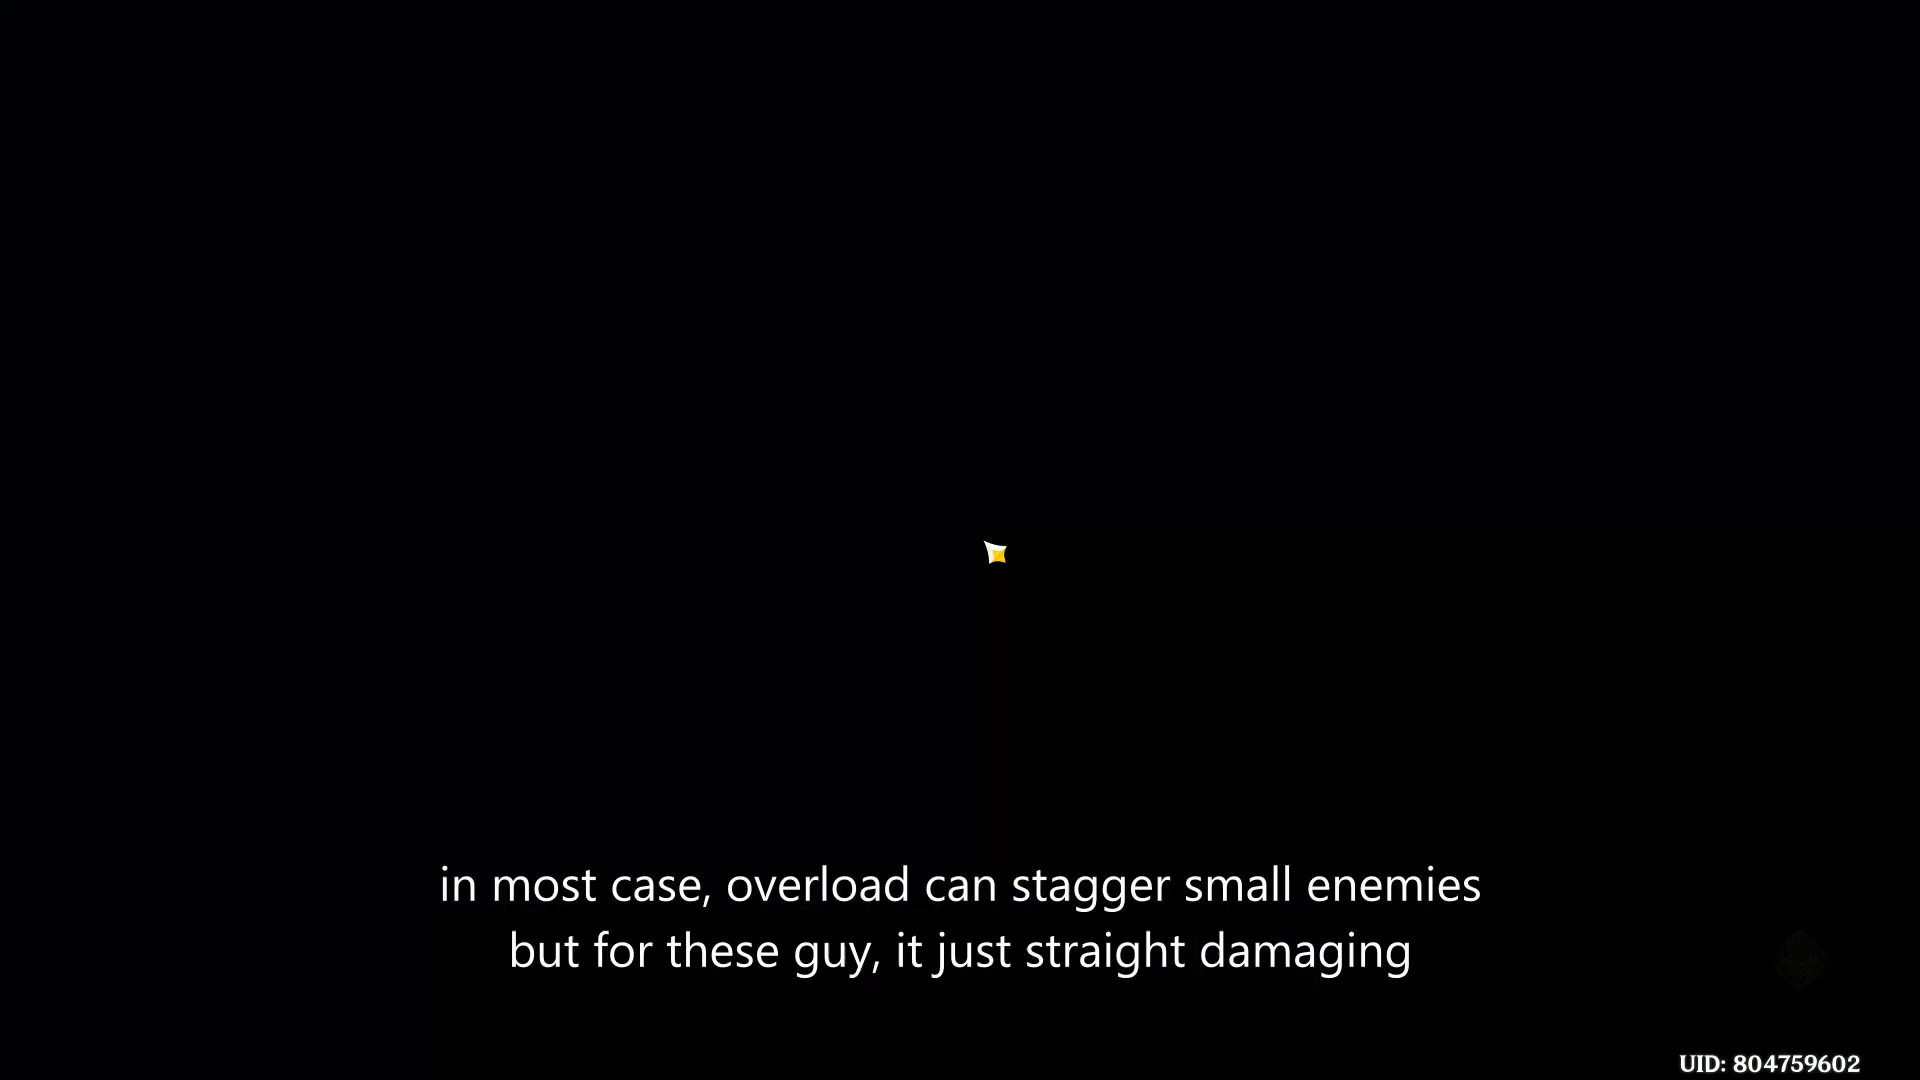 in most case, overload can stagger small enemies
but for these guy, it just straight damaging
UID: 804759602